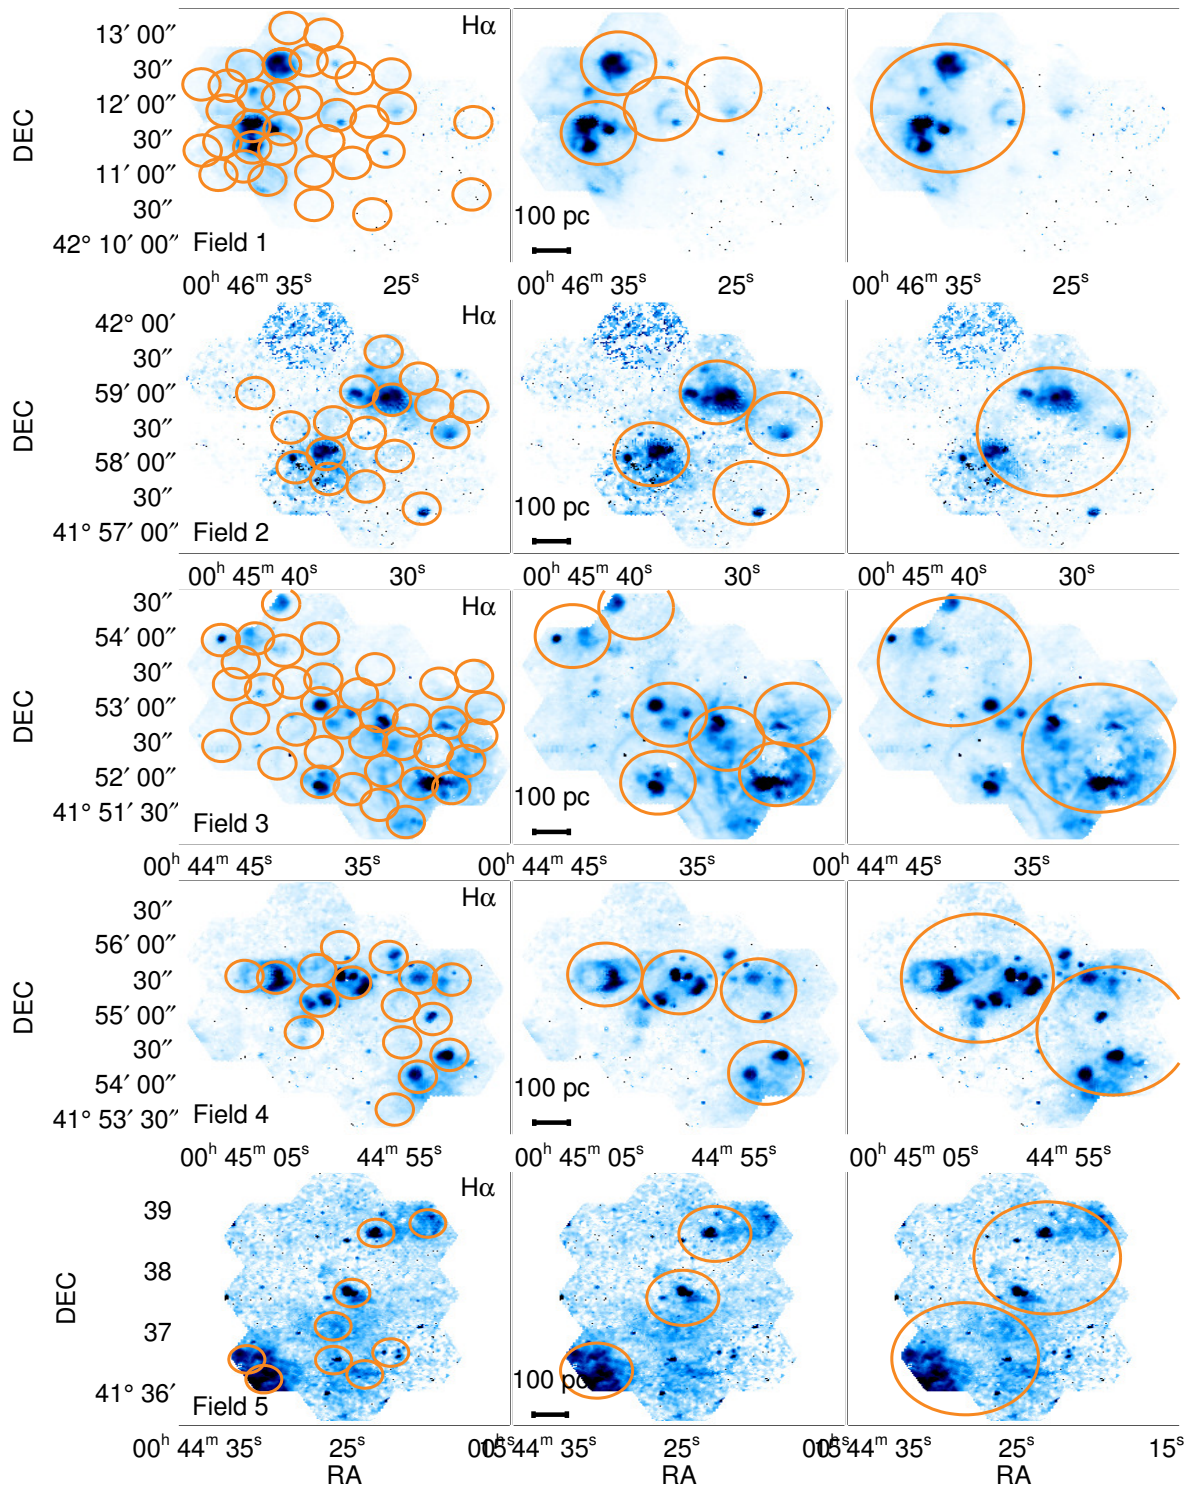 13′ 00″ Hα
30″
12′ 00″
30″
11′ 00″
30″ 100 pc
42° 10′ 00″ Field 1
DEC
00ʰ 46ᵐ 35ˢ 25ˢ 00ʰ 46ᵐ 35ˢ 25ˢ 00ʰ 46ᵐ 35ˢ 25ˢ
42° 00′ Hα
30″
59′ 00″
30″
58′ 00″
30″ 100 pc
41° 57′ 00″ Field 2
DEC
00ʰ 45ᵐ 40ˢ 30ˢ 00ʰ 45ᵐ 40ˢ 30ˢ 00ʰ 45ᵐ 40ˢ 30ˢ
30″ Hα
54′ 00″
30″
53′ 00″
30″
52′ 00″ 100 pc
41° 51′ 30″ Field 3
DEC
00ʰ 44ᵐ 45ˢ 35ˢ 00ʰ 44ᵐ 45ˢ 35ˢ 00ʰ 44ᵐ 45ˢ 35ˢ
30″ Hα
56′ 00″
30″
55′ 00″
30″
54′ 00″ 100 pc
41° 53′ 30″ Field 4
DEC
00ʰ 45ᵐ 05ˢ 44ᵐ 55ˢ 00ʰ 45ᵐ 05ˢ 44ᵐ 55ˢ 00ʰ 45ᵐ 05ˢ 44ᵐ 55ˢ
39 Hα
38
37
41° 36′ 100 pc
Field 5
DEC
00ʰ 44ᵐ 35ˢ 25ˢ 15ˢ 44ᵐ 35ˢ 25ˢ 00ʰ 44ᵐ 35ˢ 25ˢ 15ˢ
RA RA RA